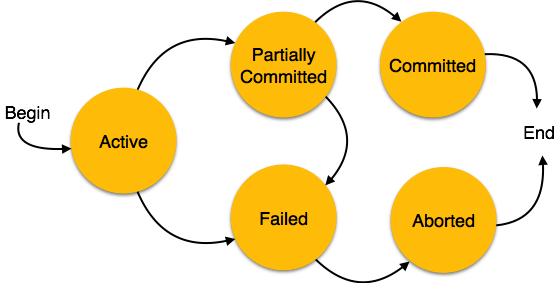 Begin
Active
Partially
Committed
Committed
Failed
Aborted
End